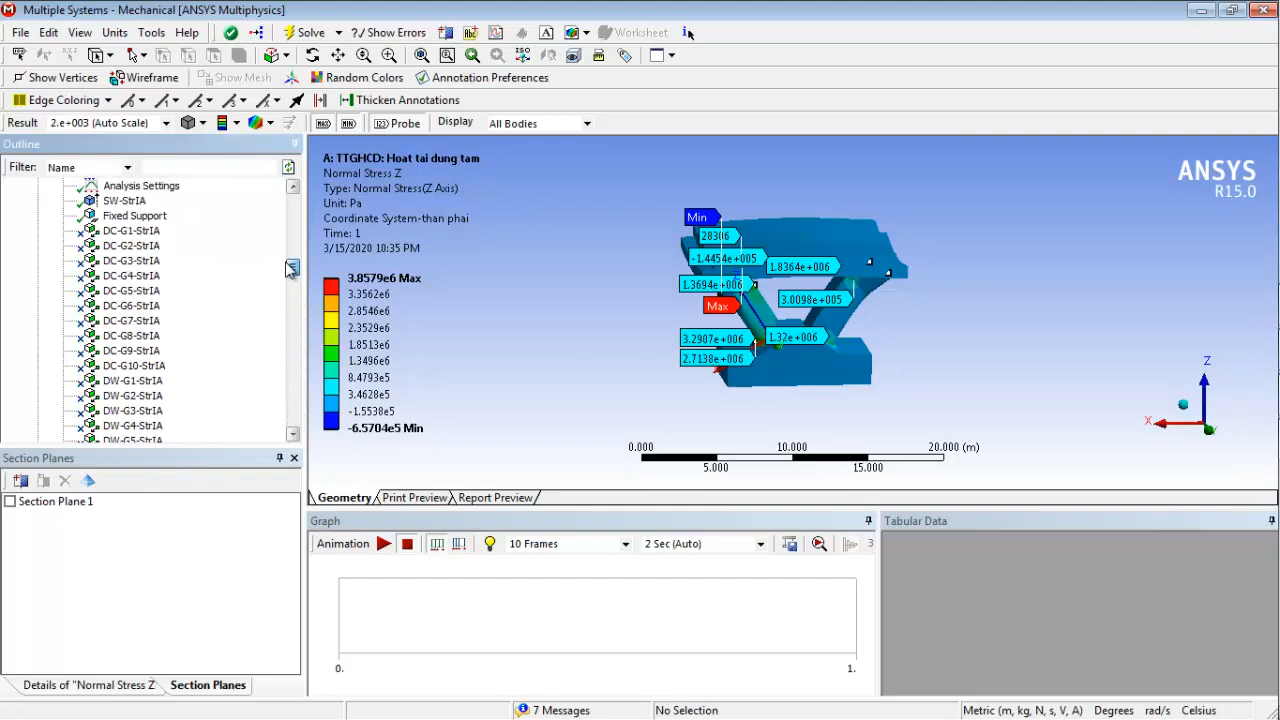 Multiple Systems - Mechanical [ANSYS Multiphysics]
File Edit View Units Tools Help Solve ?/ Show Errors Worksheet
Show Vertices Wireframe Show Mesh Random Colors Annotation Preferences
Edge Coloring Thicken Annotations
Result 2.e+003 (Auto Scale) MAX MIN Probe Display All Bodies
Outline
Filter: Name
Analysis Settings
SW-StrIA
Fixed Support
DC-G1-StrIA
DC-G2-StrIA
DC-G3-StrIA
DC-G4-StrIA
DC-G5-StrIA
DC-G6-StrIA
DC-G7-StrIA
DC-G8-StrIA
DC-G9-StrIA
DC-G10-StrIA
DW-G1-StrIA
DW-G2-StrIA
DW-G3-StrIA
DW-G4-StrIA
DW-G5-StrIA
Section Planes
Section Plane 1
Details of "Normal Stress Z
Section Planes
A: TTGHCD: Hoat tai dung tam
Normal Stress Z
Type: Normal Stress(Z Axis)
Unit: Pa
Coordinate System-than phai
Time: 1
3/15/2020 10:35 PM
3.8579e6 Max
3.3562e6
2.8546e6
2.3529e6
1.8513e6
1.3496e6
8.4793e5
3.4628e5
-1.5538e5
-6.5704e5 Min
ANSYS
R15.0
Min
28306
-1.4454e+005
1.8364e+006
1.3694e+006
3.0098e+005
Max
3.2907e+006
1.32e+006
2.7138e+006
Z
X
0.000 10.000 20.000 (m)
5.000 15.000
Geometry Print Preview Report Preview
Graph
Animation 10 Frames 2 Sec (Auto) 3
0. 1.
Tabular Data
7 Messages No Selection Metric (m, kg, N, s, V, A) Degrees rad/s Celsius